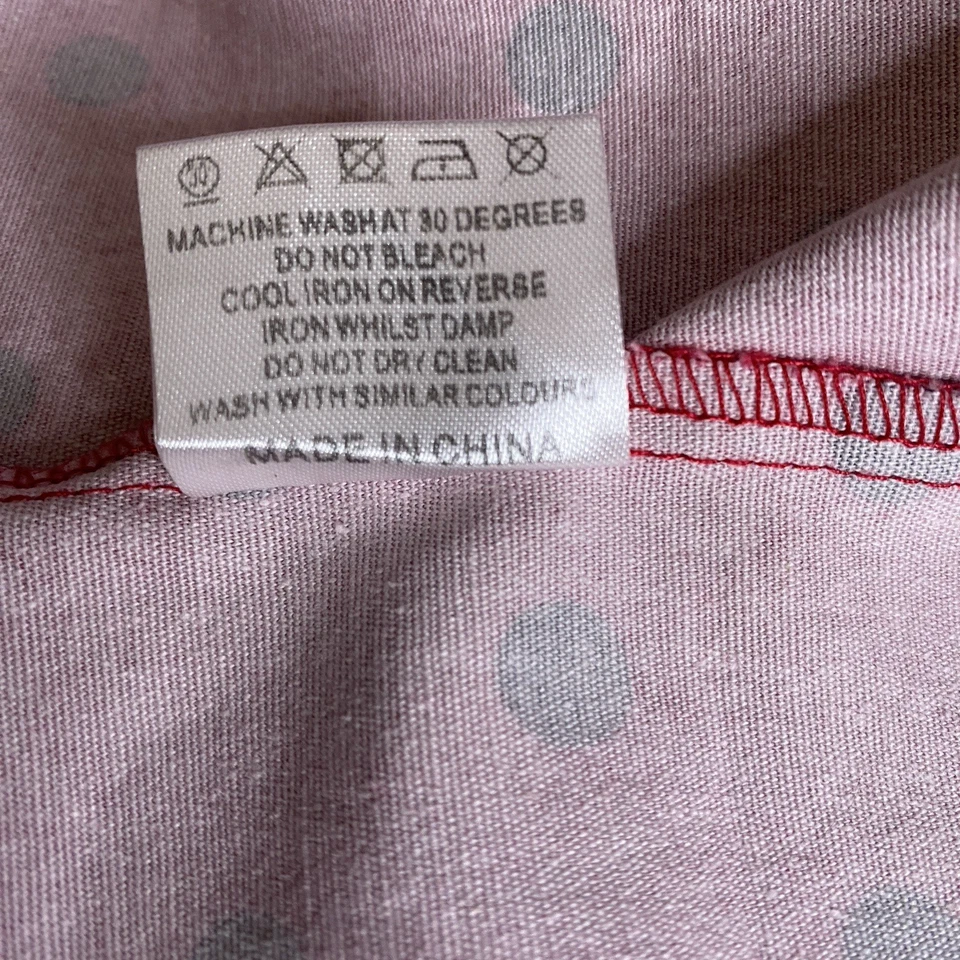 30
MACHINE WASH AT 30 DEGREES
DO NOT BLEACH
COOL IRON ON REVERSE
IRON WHILST DAMP
DO NOT DRY CLEAN
WASH WITH SIMILAR COLOURS
MADE IN CHINA